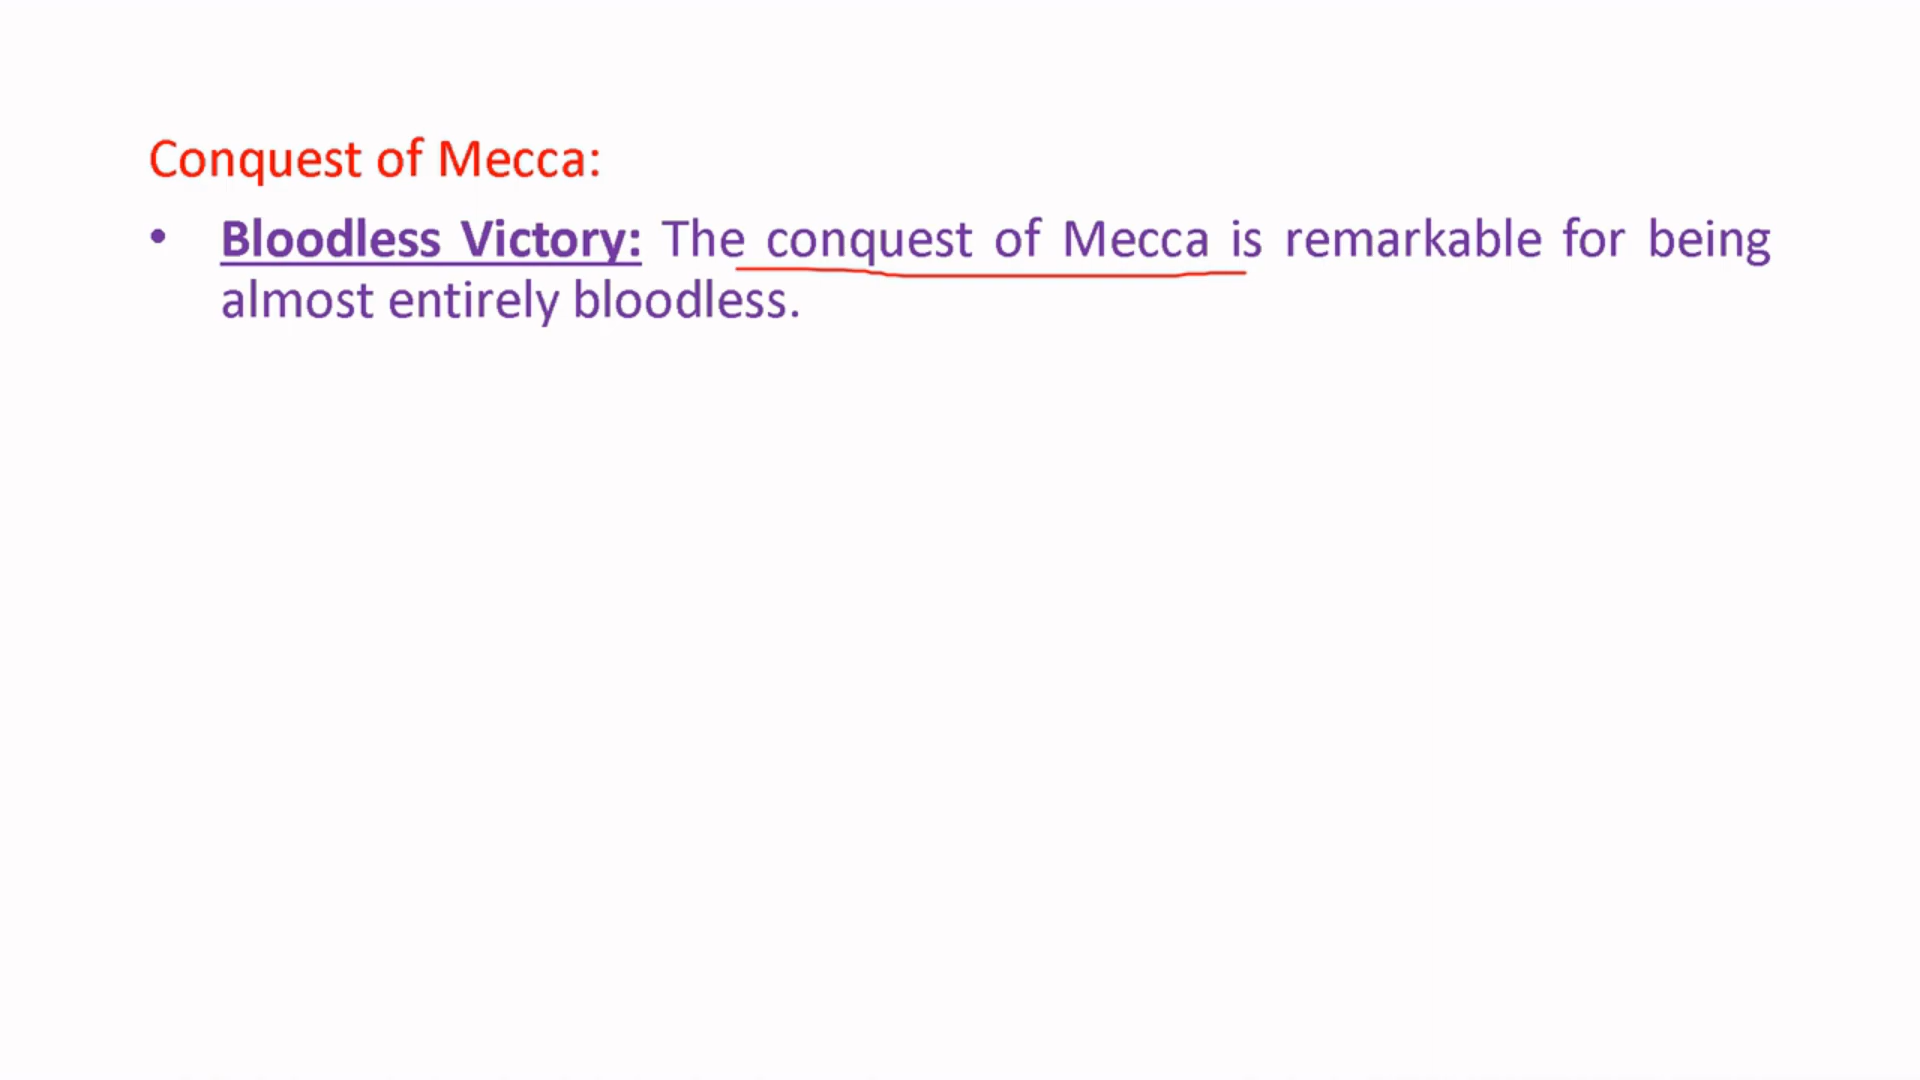 Conquest of Mecca:
• Bloodless Victory: The conquest of Mecca is remarkable for being
almost entirely bloodless.